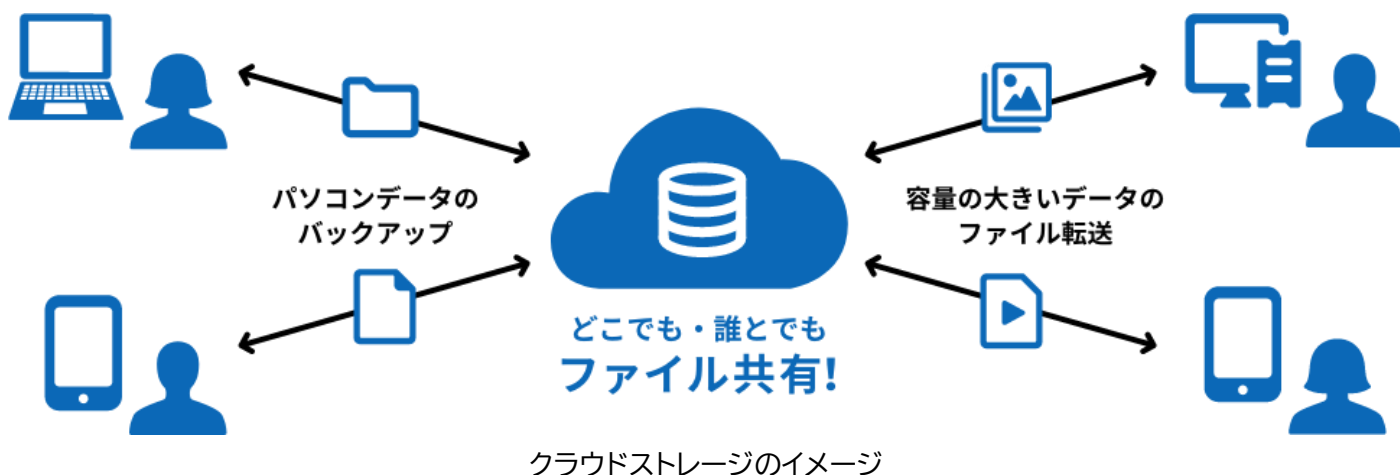 パソコンデータの
バックアップ
容量の大きいデータの
ファイル転送
どこでも・誰とでも
ファイル共有!
クラウドストレージのイメージ